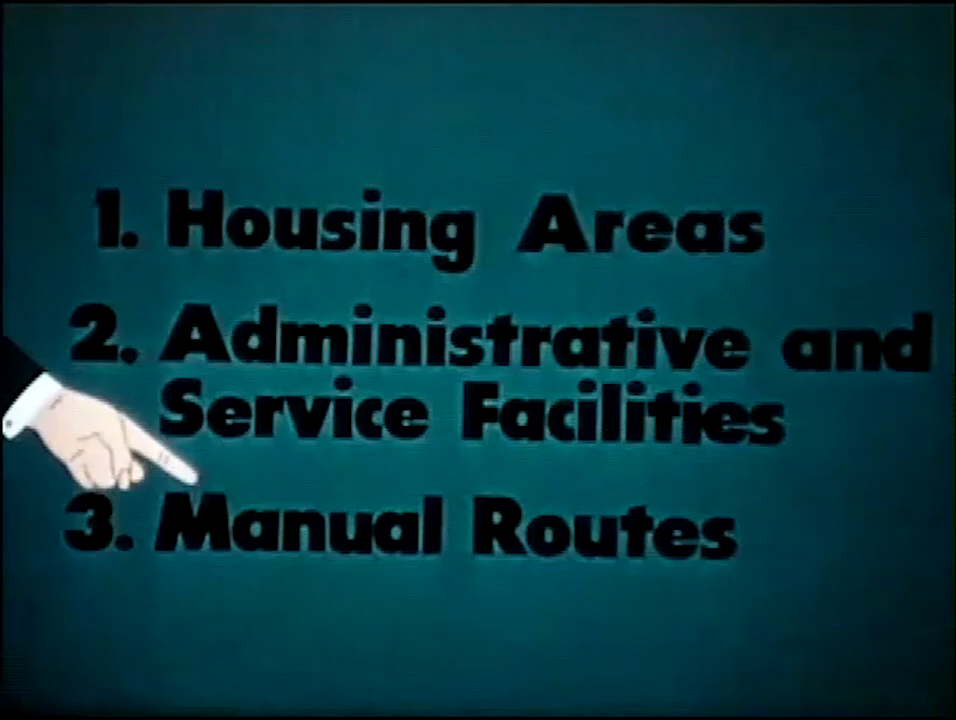 1. Housing Areas
2. Administrative and
Service Facilities
3. Manual Routes